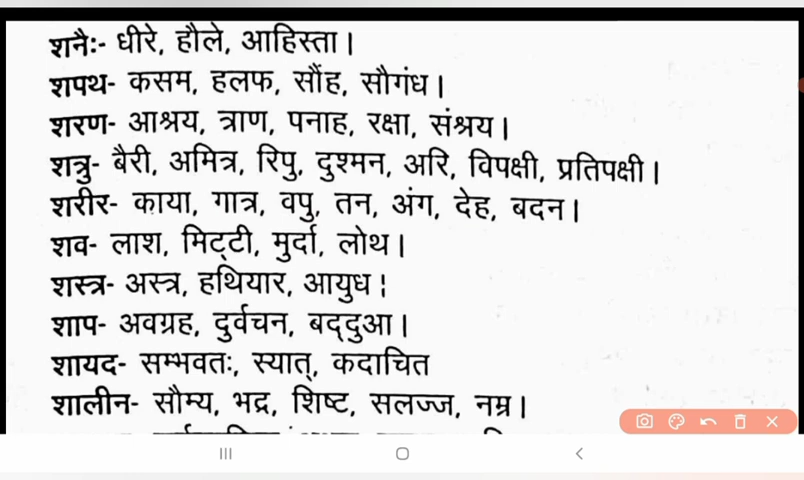 शनैः- धीरे, हौले, आहिस्ता।
शपथ- कसम, हलफ, सौंह, सौगंध।
शरण- आश्रय, त्राण, पनाह, रक्षा, संश्रय।
शत्रु- बैरी, अमित्र, रिपु, दुश्मन, अरि, विपक्षी, प्रतिपक्षी।
शरीर- काया, गात्र, वपु, तन, अंग, देह, बदन।
शव- लाश, मिट्टी, मुर्दा, लोथ।
शस्त्र- अस्त्र, हथियार, आयुध।
शाप- अवग्रह, दुर्वचन, बद्दुआ।
शायद- सम्भवतः, स्यात्, कदाचित
शालीन- सौम्य, भद्र, शिष्ट, सलज्ज, नम्र।